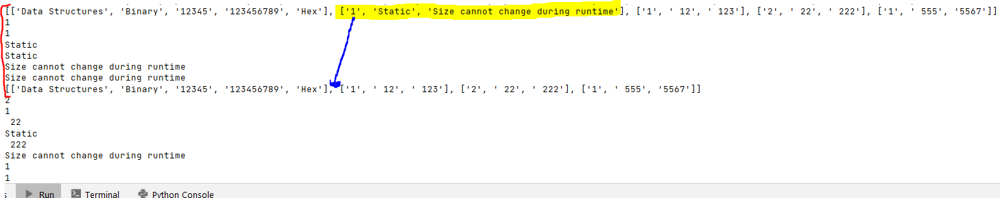 [['Data Structures', 'Binary', '12345', '123456789', 'Hex'], ['1', 'Static', 'Size cannot change during runtime'], ['1', ' 12', ' 123'], ['2', ' 22', ' 222'], ['1', ' 555', '5567']]
1
1
Static
Static
Size cannot change during runtime
Size cannot change during runtime
[['Data Structures', 'Binary', '12345', '123456789', 'Hex'], ['1', ' 12', ' 123'], ['2', ' 22', ' 222'], ['1', ' 555', '5567']]
2
1
 22
Static
 222
Size cannot change during runtime
1
1
s Run Terminal Python Console